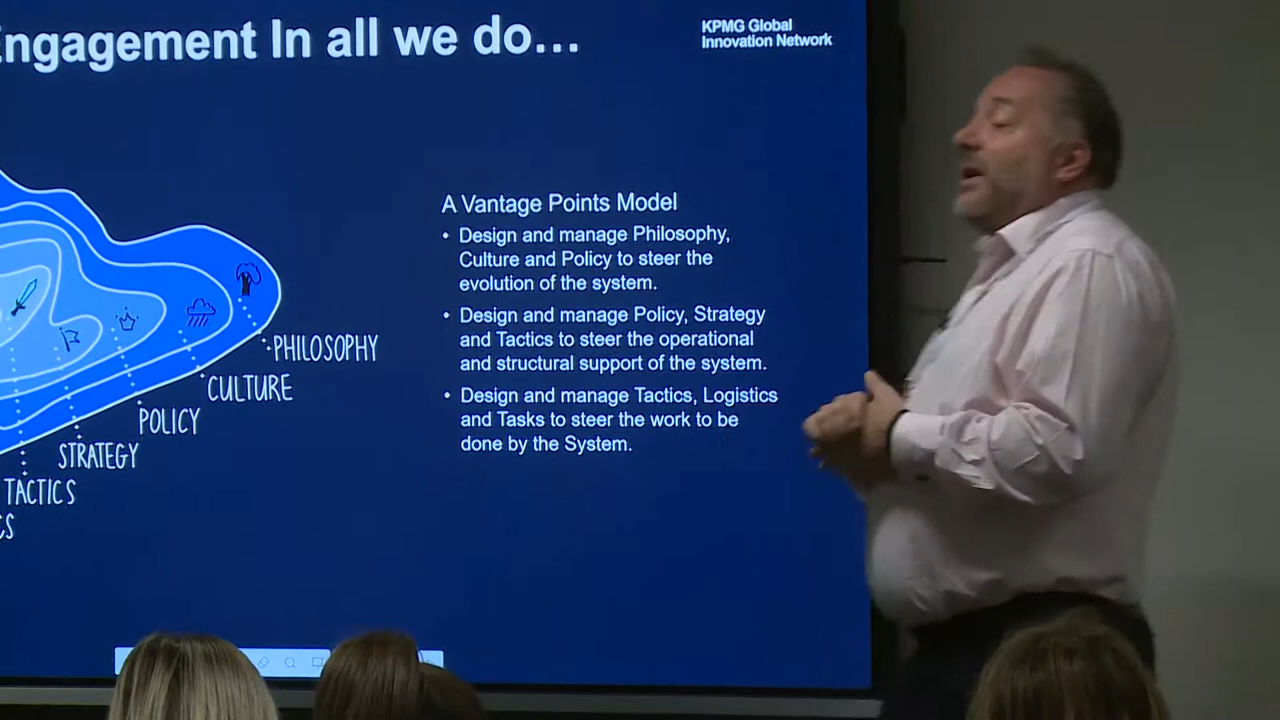 ngagement In all we do...
KPMG Global
Innovation Network
A Vantage Points Model
• Design and manage Philosophy,
Culture and Policy to steer the
evolution of the system.
• Design and manage Policy, Strategy
and Tactics to steer the operational
and structural support of the system.
• Design and manage Tactics, Logistics
and Tasks to steer the work to be
done by the System.
PHILOSOPHY
CULTURE
POLICY
STRATEGY
TACTICS
CS